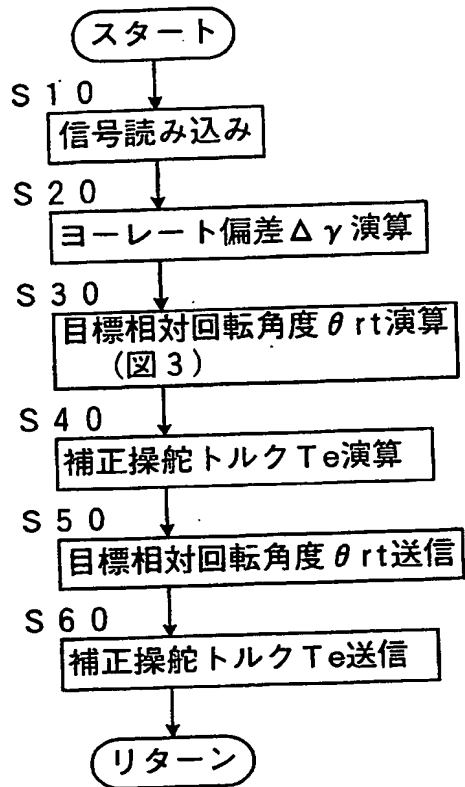 スタート
S10
信号読み込み
S20
ヨーレート偏差Δγ演算
S30
目標相対回転角度θrt演算
(図3)
S40
補正操舵トルクTe演算
S50
目標相対回転角度θrt送信
S60
補正操舵トルクTe送信
リターン